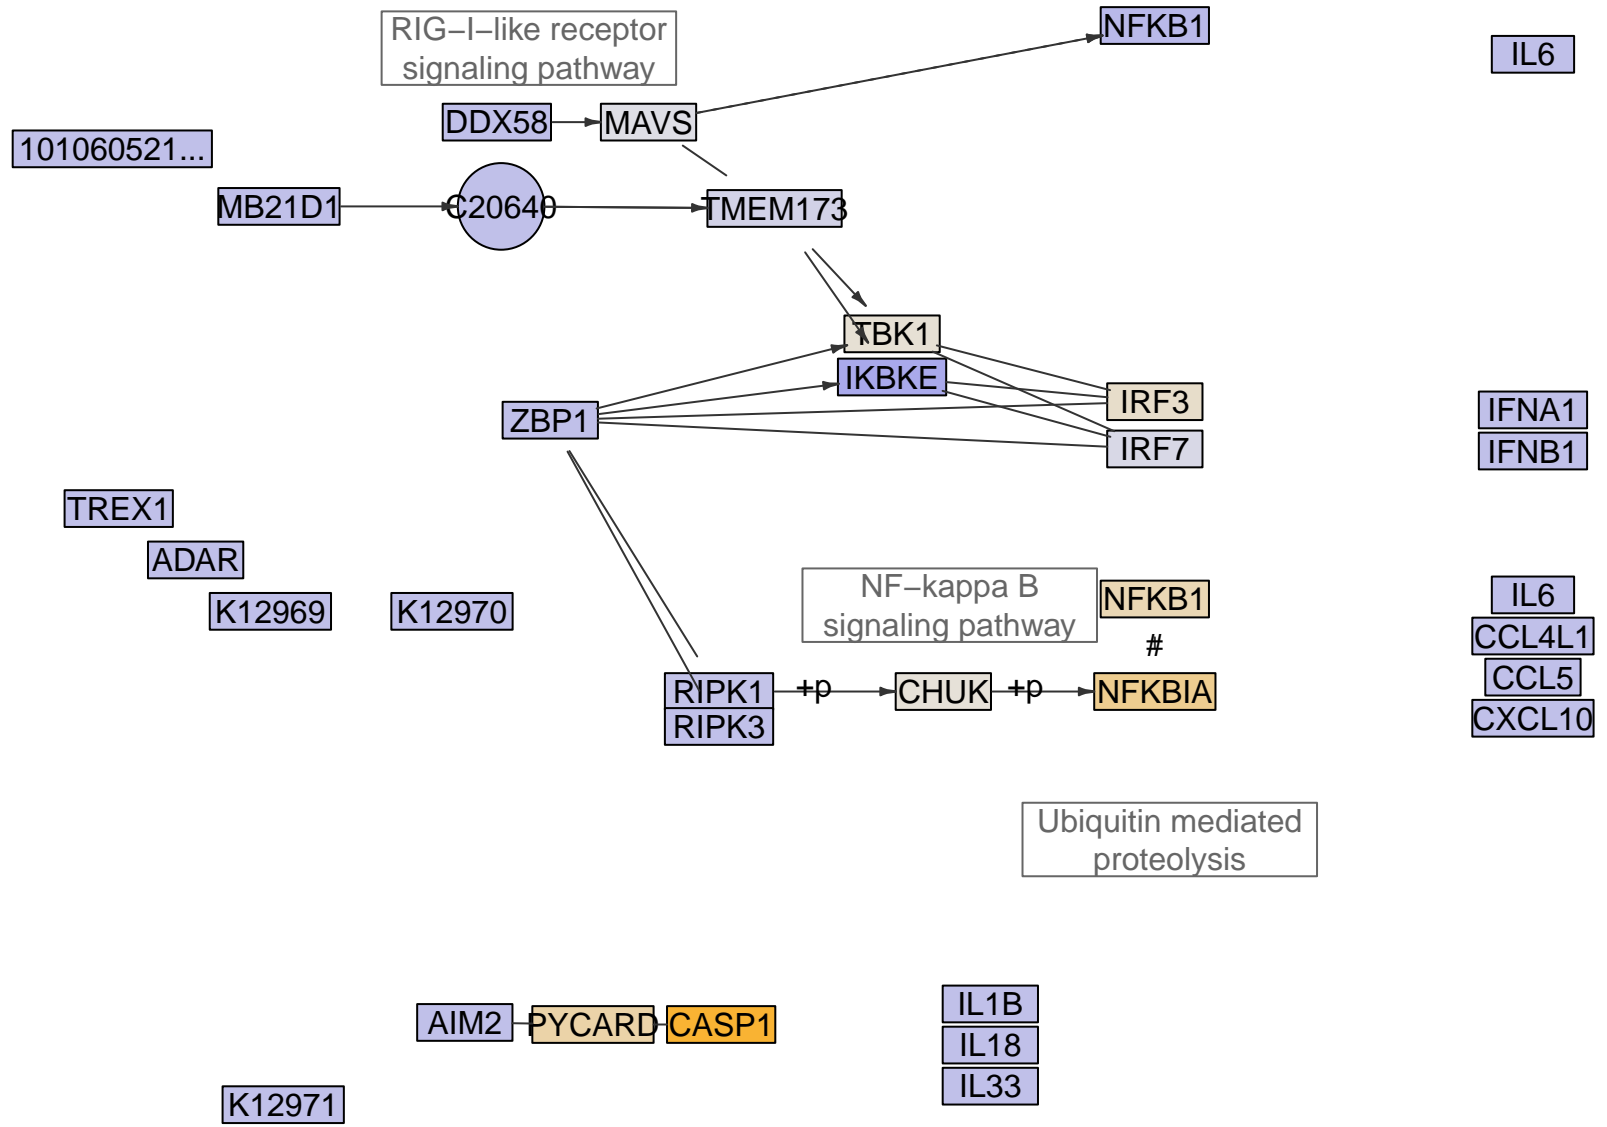 RIG−I−like receptor
signaling pathway
NFKB1
IL6
DDX58
MAVS
101060521...
MB21D1
C20640
TMEM173
TBK1
IKBKE
ZBP1
IRF3
IRF7
IFNA1
IFNB1
TREX1
ADAR
K12969
K12970
NF−kappa B
signaling pathway
NFKB1
#
IL6
CCL4L1
CCL5
CXCL10
RIPK1
+p
CHUK
+p
NFKBIA
RIPK3
Ubiquitin mediated
proteolysis
AIM2
PYCARD
CASP1
IL1B
IL18
IL33
K12971